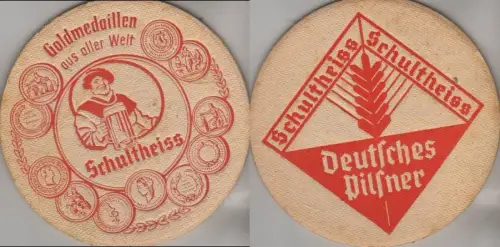 Goldmedaillen
aus aller Welt
Schultheiss
Schultheiss
Schultheiss
Deutsches
Pilsner